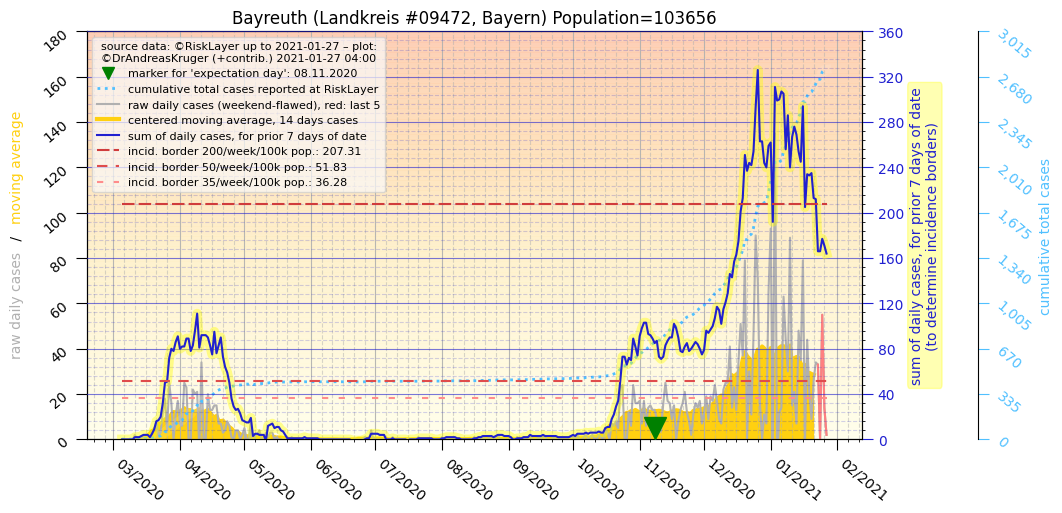 Bayreuth (Landkreis #09472, Bayern) Population=103656
source data: ©RiskLayer up to 2021-01-27 – plot:
©DrAndreasKruger (+contrib.) 2021-01-27 04:00
marker for 'expectation day': 08.11.2020
cumulative total cases reported at RiskLayer
raw daily cases (weekend-flawed), red: last 5
centered moving average, 14 days cases
sum of daily cases, for prior 7 days of date
incid. border 200/week/100k pop.: 207.31
incid. border 50/week/100k pop.: 51.83
incid. border 35/week/100k pop.: 36.28
raw daily cases / moving average
180
160
140
120
100
80
60
40
20
0
03/2020
04/2020
05/2020
06/2020
07/2020
08/2020
09/2020
10/2020
11/2020
12/2020
01/2021
02/2021
360
320
280
240
200
160
120
80
40
0
sum of daily cases, for prior 7 days of date
(to determine incidence borders)
3,015
2,680
2,345
2,010
1,675
1,340
1,005
670
335
0
cumulative total cases